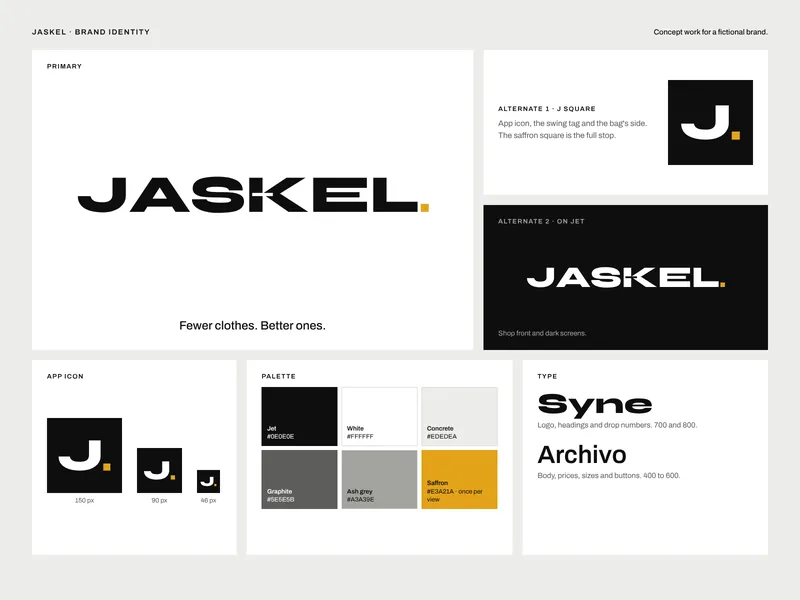 JASKEL · BRAND IDENTITY
Concept work for a fictional brand.
PRIMARY
JASKEL.
Fewer clothes. Better ones.
ALTERNATE 1 · J SQUARE
App icon, the swing tag and the bag's side.
The saffron square is the full stop.
J.
ALTERNATE 2 · ON JET
JASKEL.
Shop front and dark screens.
APP ICON
J.
J.
J.
150 px
90 px
46 px
PALETTE
Jet
#0E0E0E
White
#FFFFFF
Concrete
#EDEDEA
Graphite
#5E5E5B
Ash grey
#A3A39E
Saffron
#E3A21A · once per
view
TYPE
Syne
Logo, headings and drop numbers. 700 and 800.
Archivo
Body, prices, sizes and buttons. 400 to 600.